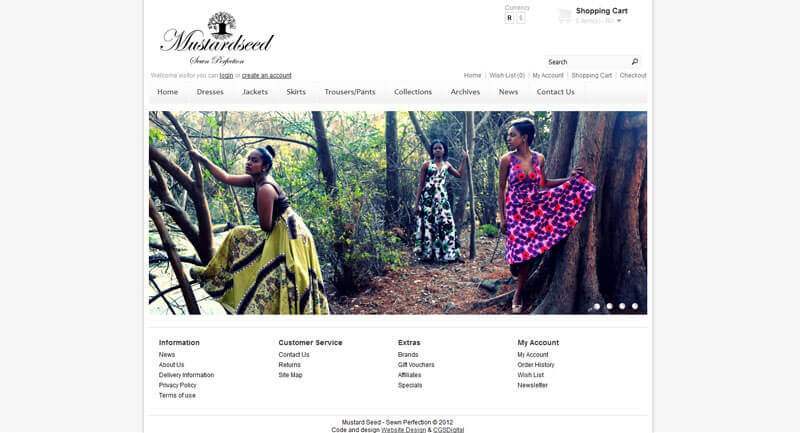 Currency
R $
Shopping Cart
0 item(s) - R0
Mustardseed
Sewn Perfection
Search
Welcome visitor you can login or create an account.
Home Wish List (0) My Account Shopping Cart Checkout
Home Dresses Jackets Skirts Trousers/Pants Collections Archives News Contact Us
Information Customer Service Extras My Account
News Contact Us Brands My Account
About Us Returns Gift Vouchers Order History
Delivery Information Site Map Affiliates Wish List
Privacy Policy Specials Newsletter
Terms of use
Mustard Seed - Sewn Perfection © 2012
Code and design Website Design & CGSDigital